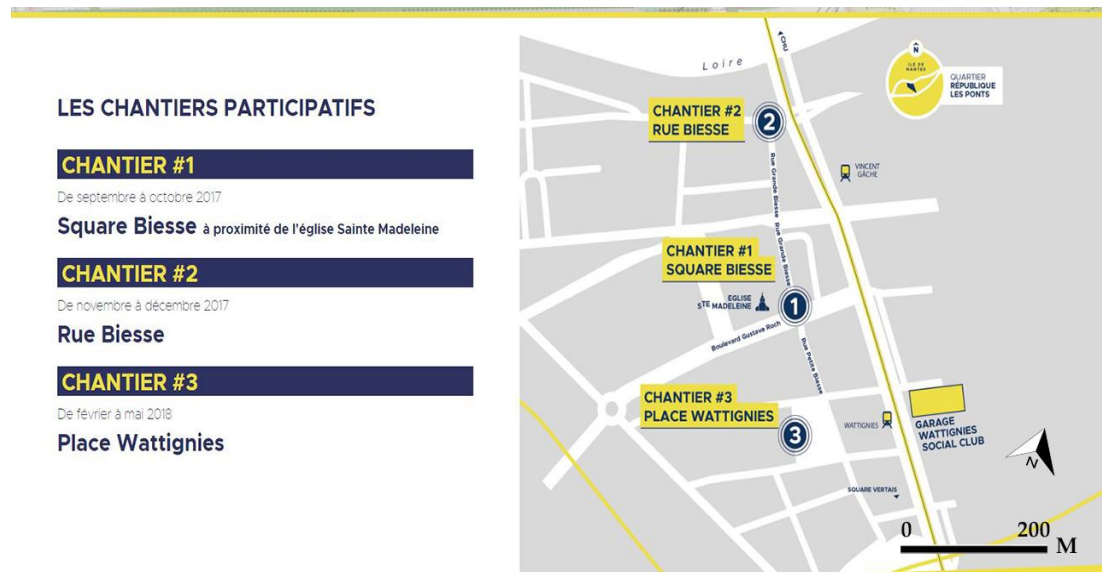 LES CHANTIERS PARTICIPATIFS
CHANTIER #1
De septembre à octobre 2017
Square Biesse à proximité de l'église Sainte Madeleine
CHANTIER #2
De novembre à décembre 2017
Rue Biesse
CHANTIER #3
De février à mai 2018
Place Wattignies
CHU
Loire
N
ILE DE
NANTES
QUARTIER
RÉPUBLIQUE
LES PONTS
CHANTIER #2
RUE BIESSE
2
VINCENT
GÂCHE
Rue Grande Biesse
Rue Grande Biesse
CHANTIER #1
SQUARE BIESSE
EGLISE
STE MADELEINE
1
Boulevard Gustave Roch
Rue Petite Biesse
CHANTIER #3
PLACE WATTIGNIES
3
WATTIGNIES
GARAGE
WATTIGNIES
SOCIAL CLUB
N
SQUARE VERTAIS
0 200
M